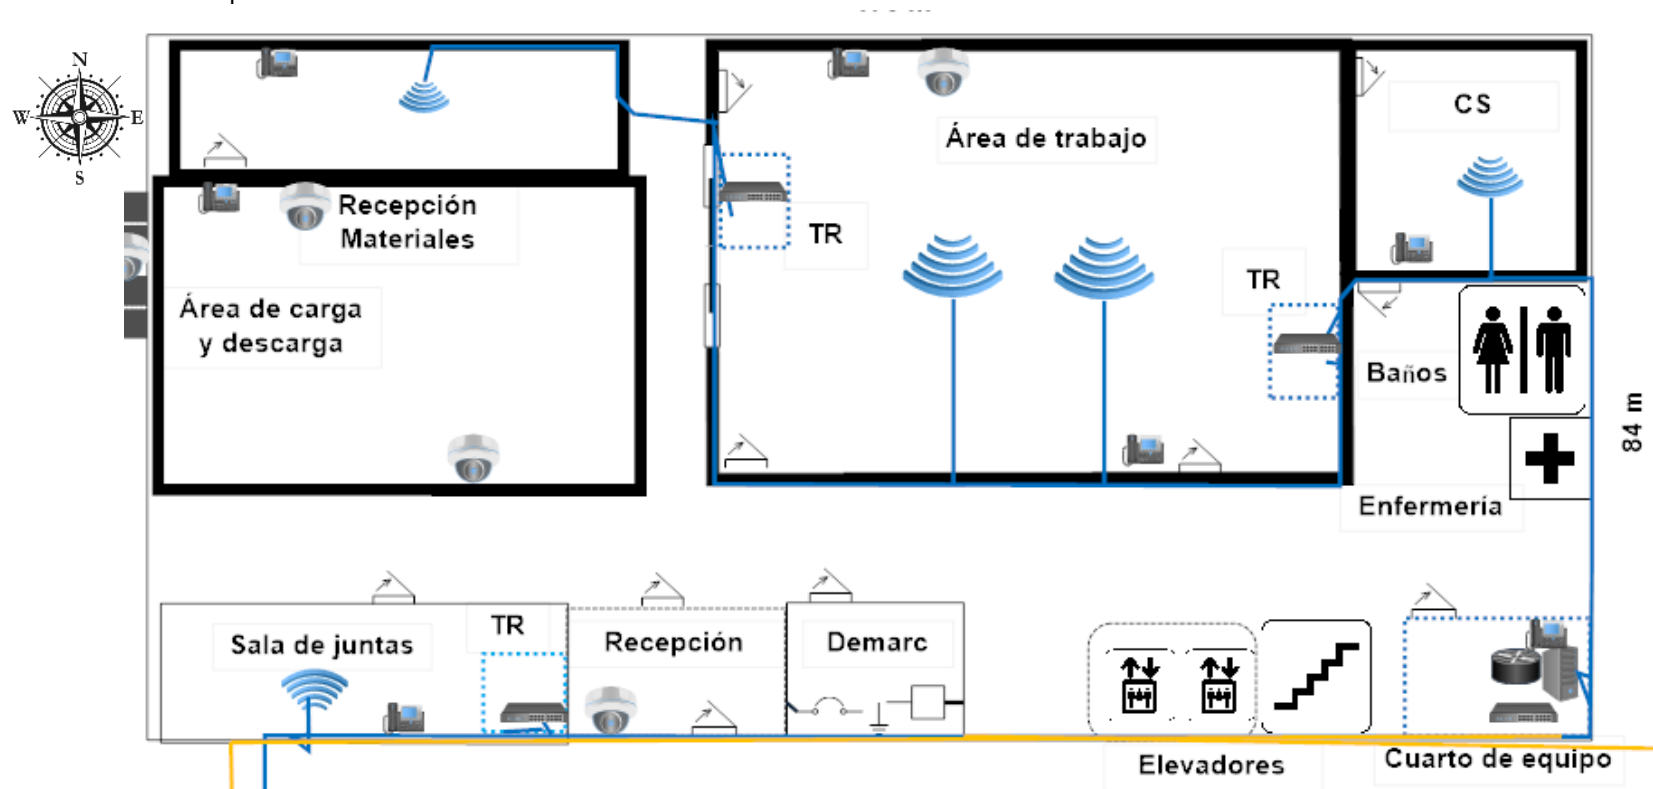 N
W
E
S
CS
Área de trabajo
Recepción
Materiales
TR
TR
Área de carga
y descarga
Baños
84 m
Enfermería
TR
Sala de juntas
Recepción
Demarc
Elevadores
Cuarto de equipo